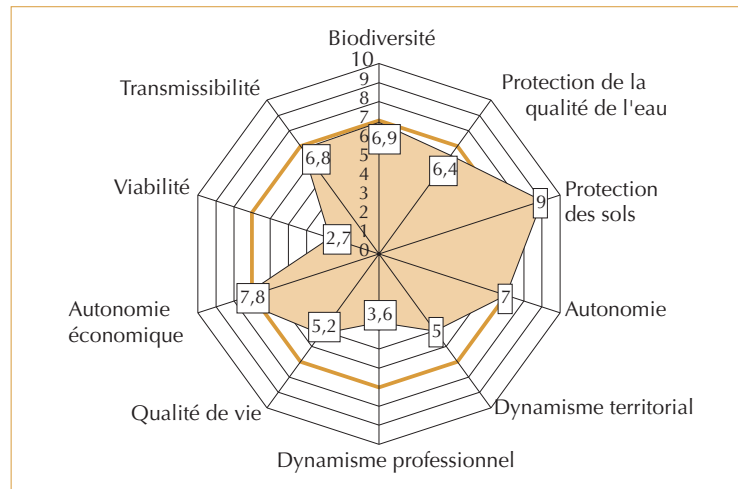 Biodiversité
Transmissibilité
Protection de la
qualité de l'eau
Viabilité
Protection
des sols
Autonomie
économique
Autonomie
Qualité de vie
Dynamisme territorial
Dynamisme professionnel
10
9
8
7
6
5
4
3
2
1
0
6,9
6,4
9
7
5
3,6
5,2
7,8
2,7
6,8